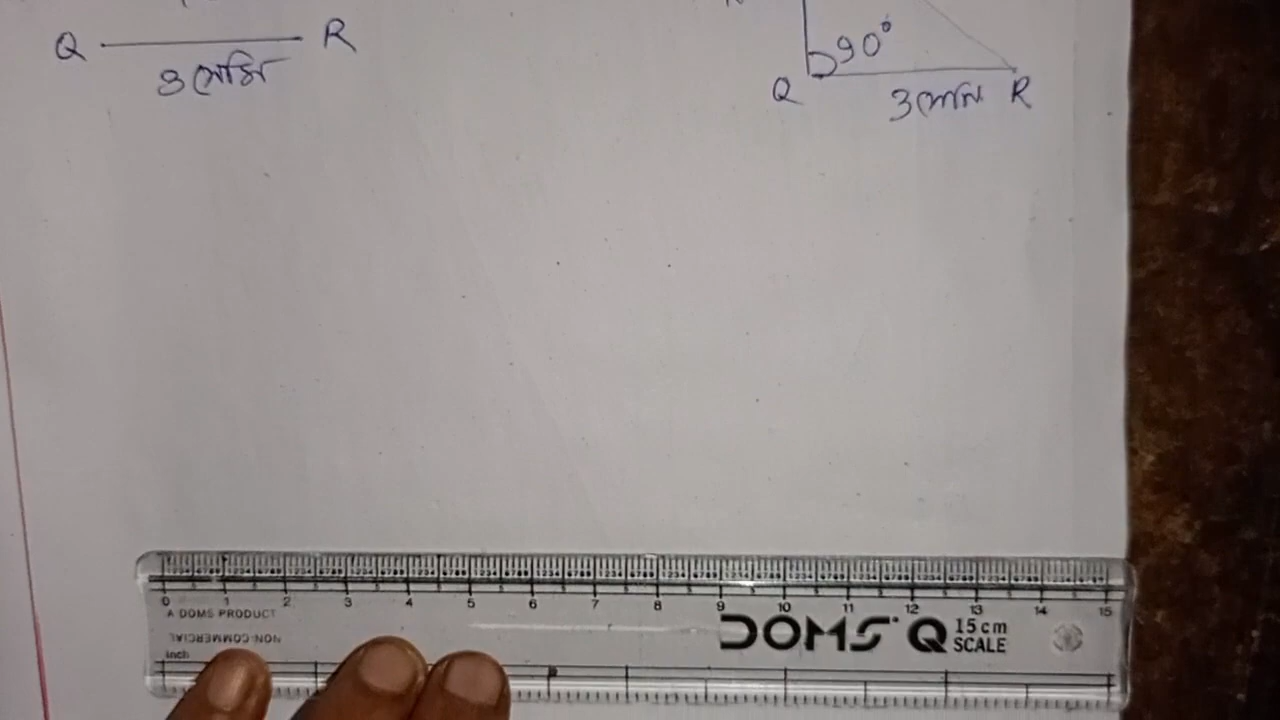 Q R
৩ সেমি
90°
Q 3 সেমি R
0 1 2 3 4 5 6 7 8 9 10 11 12 13 14 15
A DOMS PRODUCT
DOMS Q 15 cm SCALE
NON-COMMERCIAL
inch